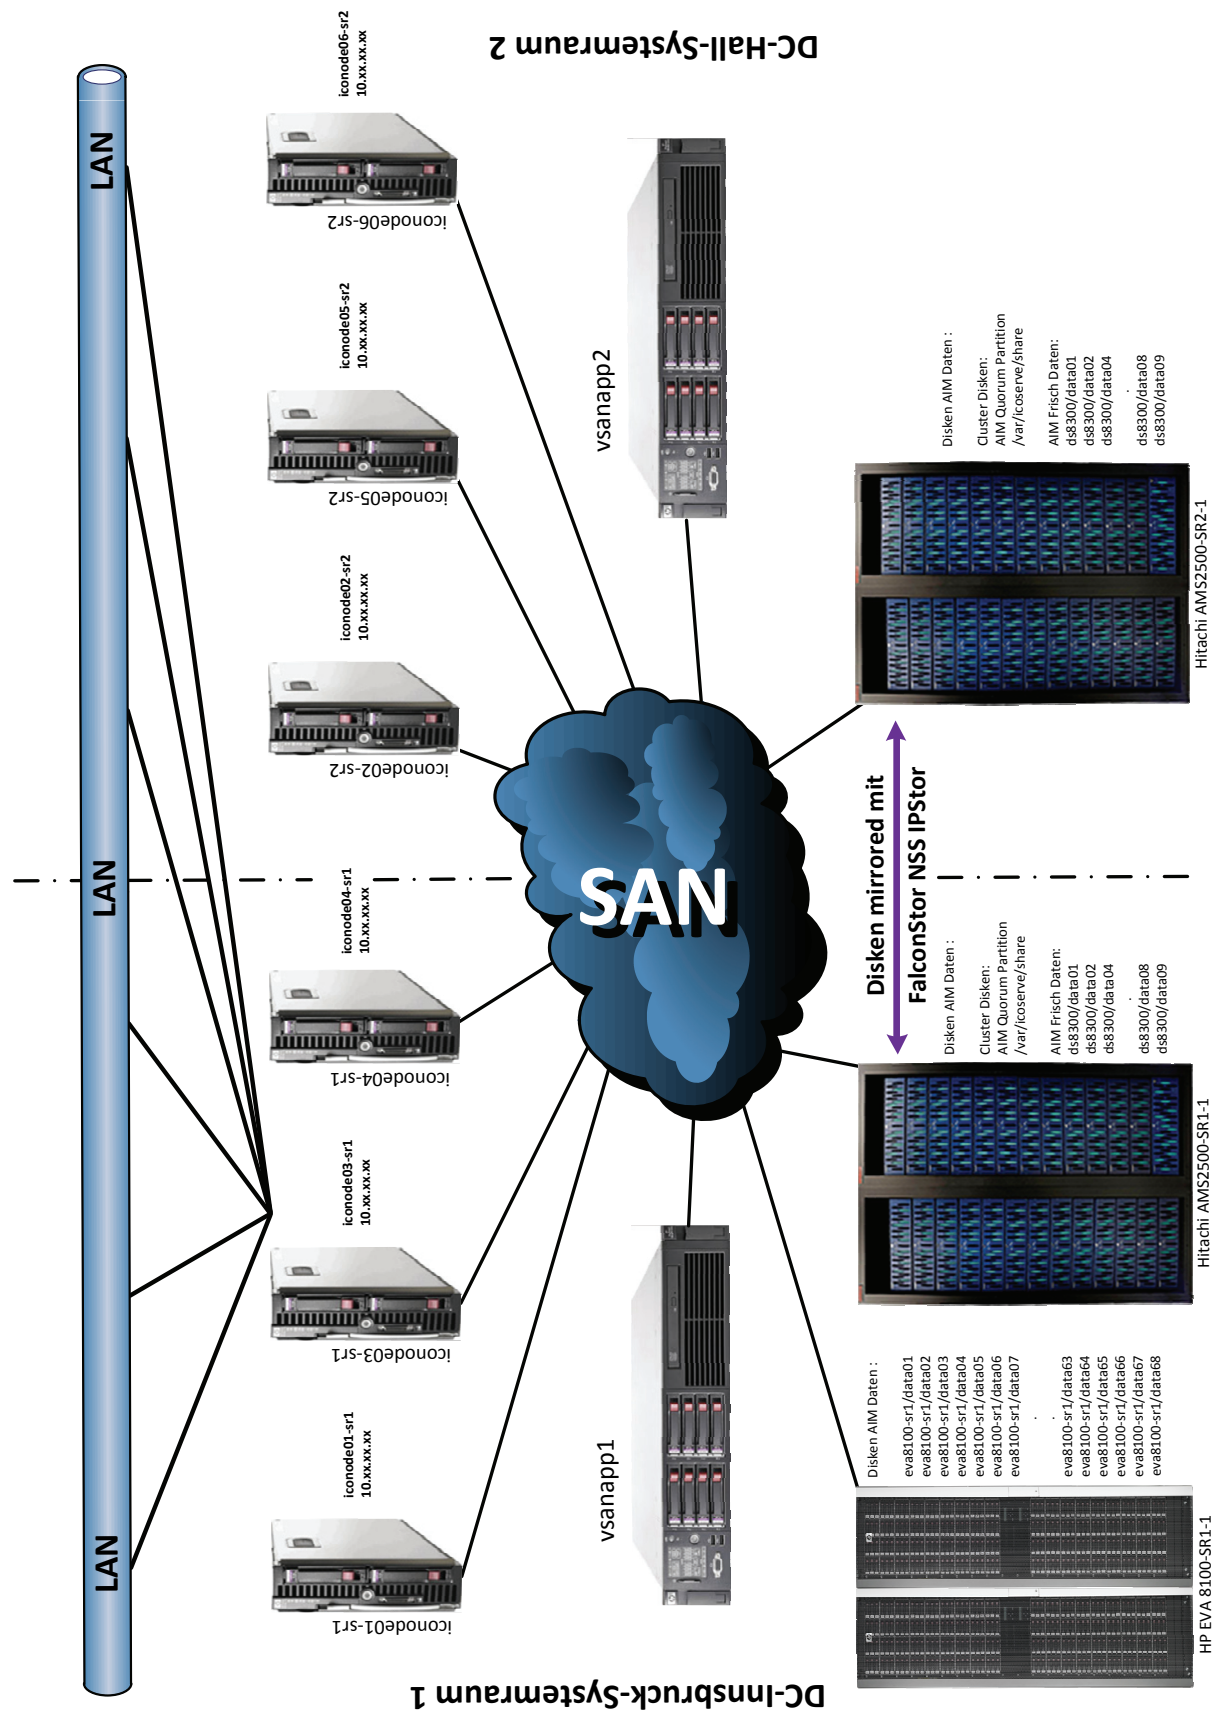 DC-Innsbruck-Systemraum 1
DC-Hall-Systemraum 2
LAN
LAN
LAN
iconode01-sr1
10.xx.xx.xx
iconode03-sr1
10.xx.xx.xx
iconode04-sr1
10.xx.xx.xx
iconode02-sr2
10.xx.xx.xx
iconode05-sr2
10.xx.xx.xx
iconode06-sr2
10.xx.xx.xx
iconode01-sr1
iconode03-sr1
iconode04-sr1
iconode02-sr2
iconode05-sr2
iconode06-sr2
vsanapp1
SAN
vsanapp2
Disken mirrored mit
FalconStor NSS IPStor
Disken AIM Daten :
eva8100-sr1/data01
eva8100-sr1/data02
eva8100-sr1/data03
eva8100-sr1/data04
eva8100-sr1/data05
eva8100-sr1/data06
eva8100-sr1/data07
.
.
eva8100-sr1/data63
eva8100-sr1/data64
eva8100-sr1/data65
eva8100-sr1/data66
eva8100-sr1/data67
eva8100-sr1/data68
HP EVA 8100-SR1-1
Disken AIM Daten :
Cluster Disken:
AIM Quorum Partition
/var/icoserve/share
AIM Frisch Daten:
ds8300/data01
ds8300/data02
ds8300/data04
.
ds8300/data08
ds8300/data09
Hitachi AMS2500-SR1-1
Disken AIM Daten :
Cluster Disken:
AIM Quorum Partition
/var/icoserve/share
AIM Frisch Daten:
ds8300/data01
ds8300/data02
ds8300/data04
.
ds8300/data08
ds8300/data09
Hitachi AMS2500-SR2-1